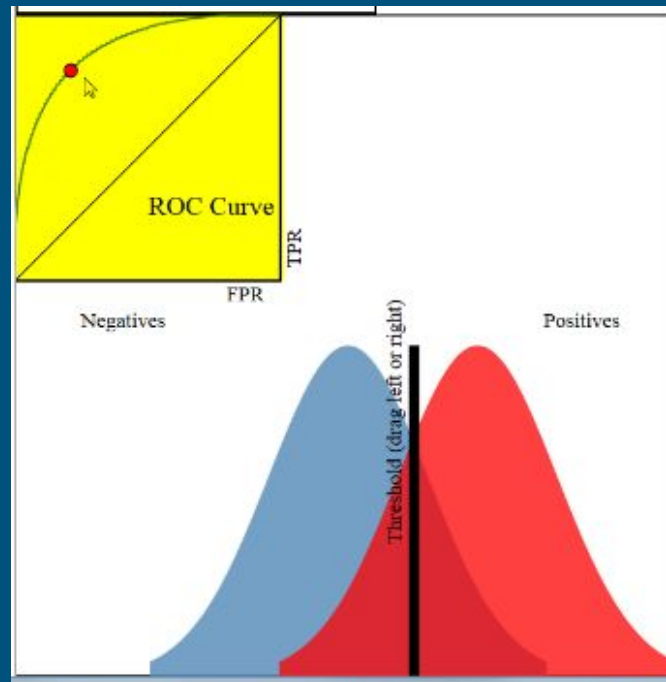 ROC Curve
TPR
FPR
Negatives
Positives
Threshold (drag left or right)